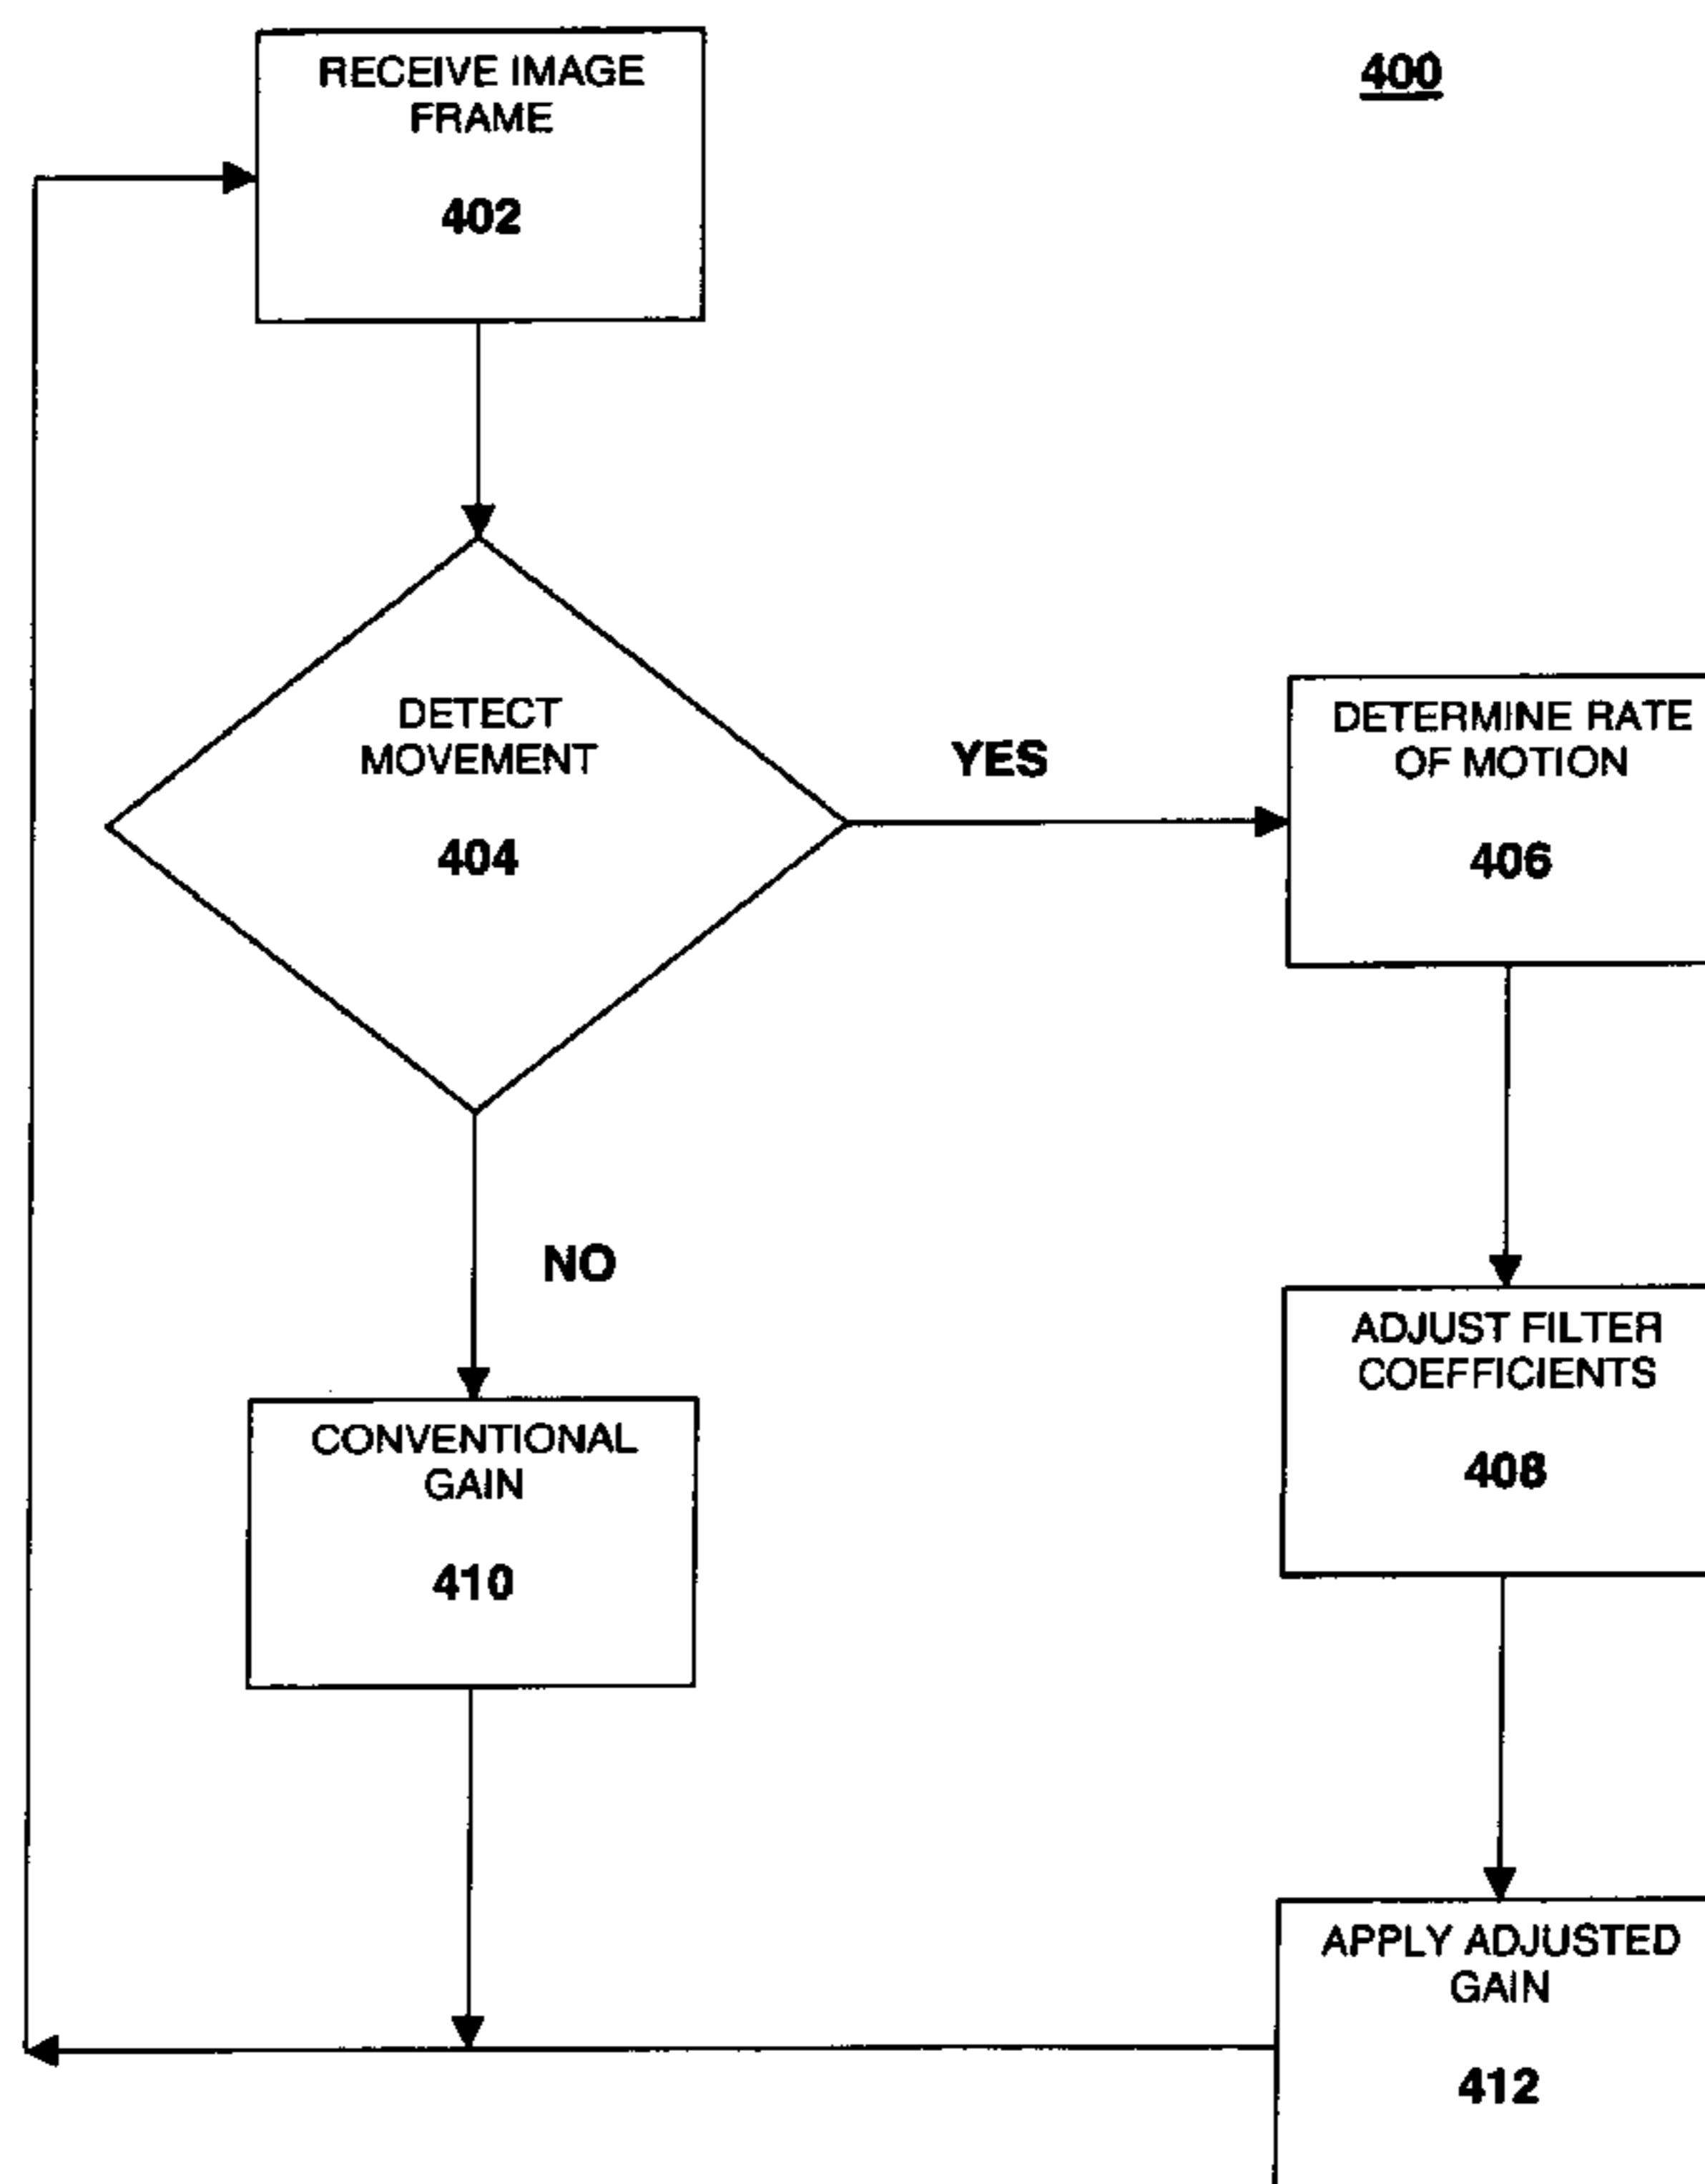 400
RECEIVE IMAGE
FRAME
402
DETECT
MOVEMENT
404
YES
DETERMINE RATE
OF MOTION
406
NO
ADJUST FILTER
COEFFICIENTS
408
CONVENTIONAL
GAIN
410
APPLY ADJUSTED
GAIN
412